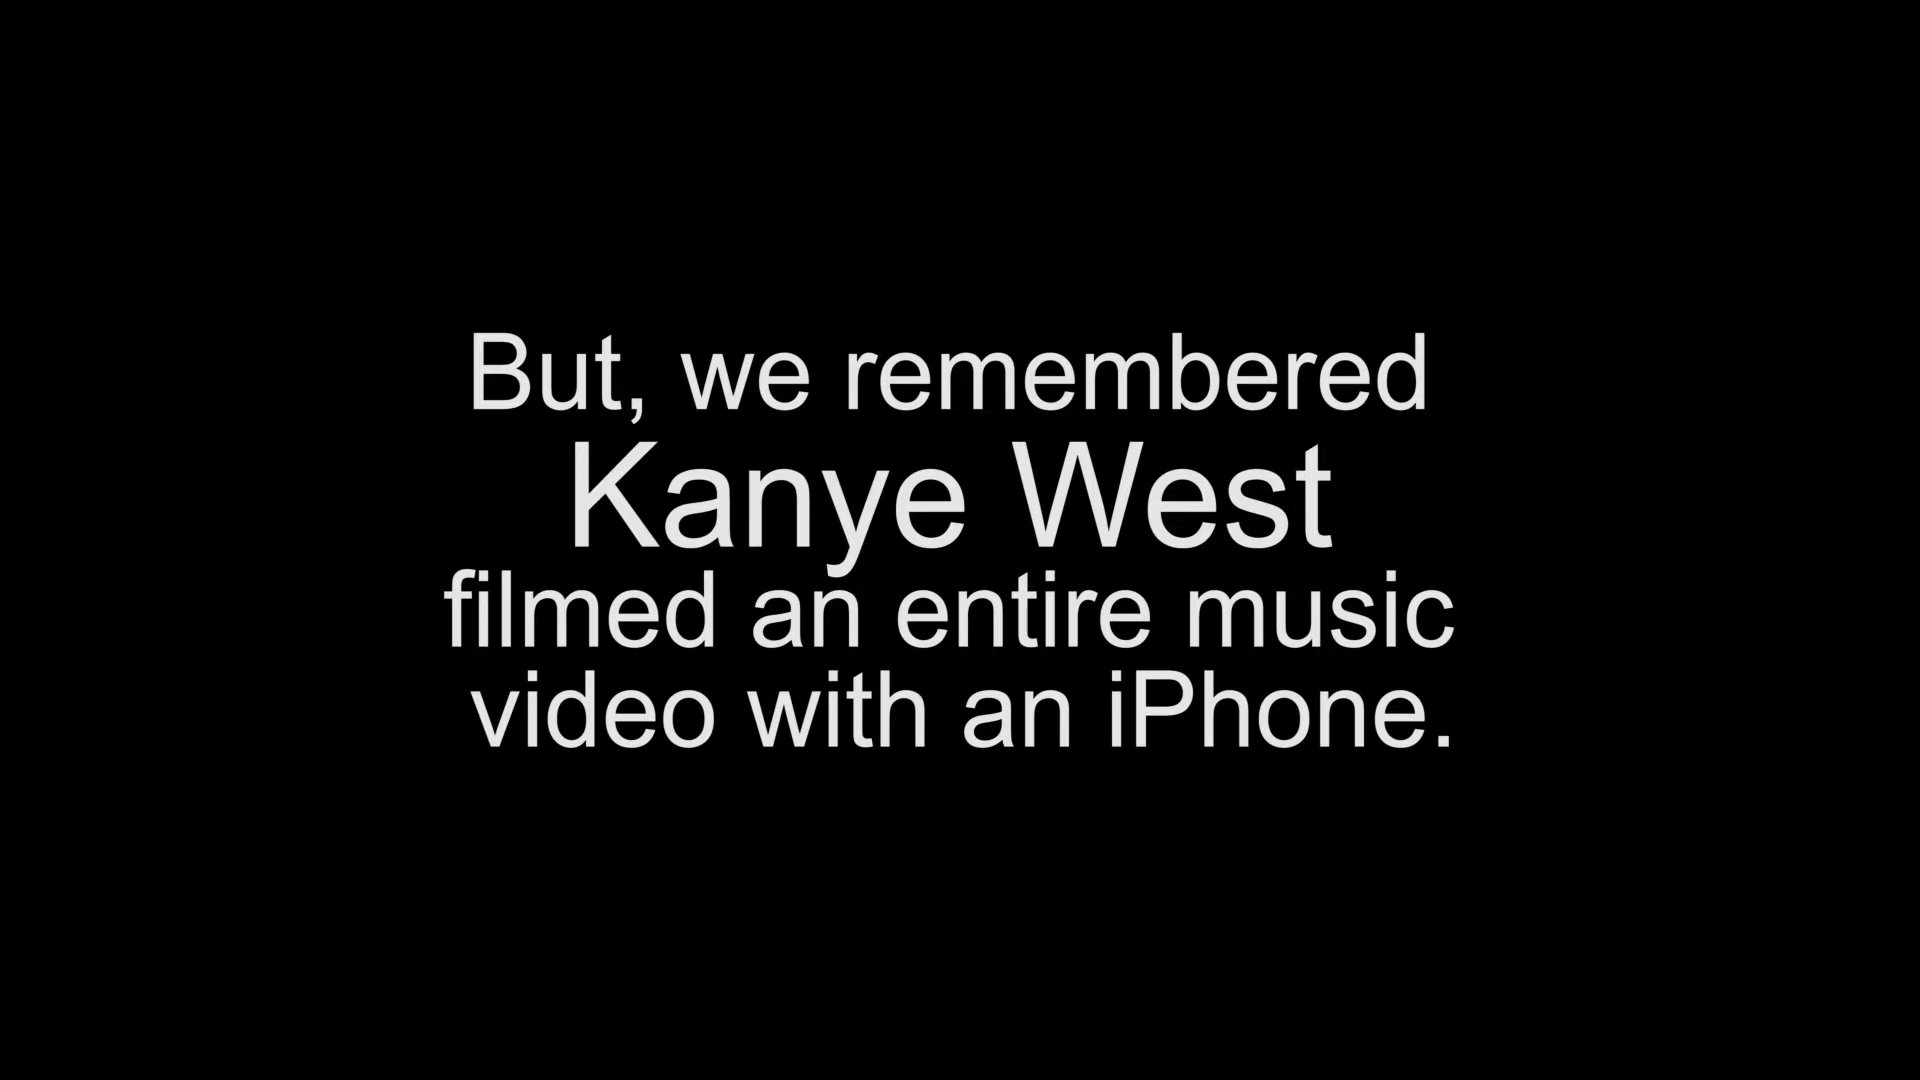 But, we remembered
Kanye West
filmed an entire music
video with an iPhone.